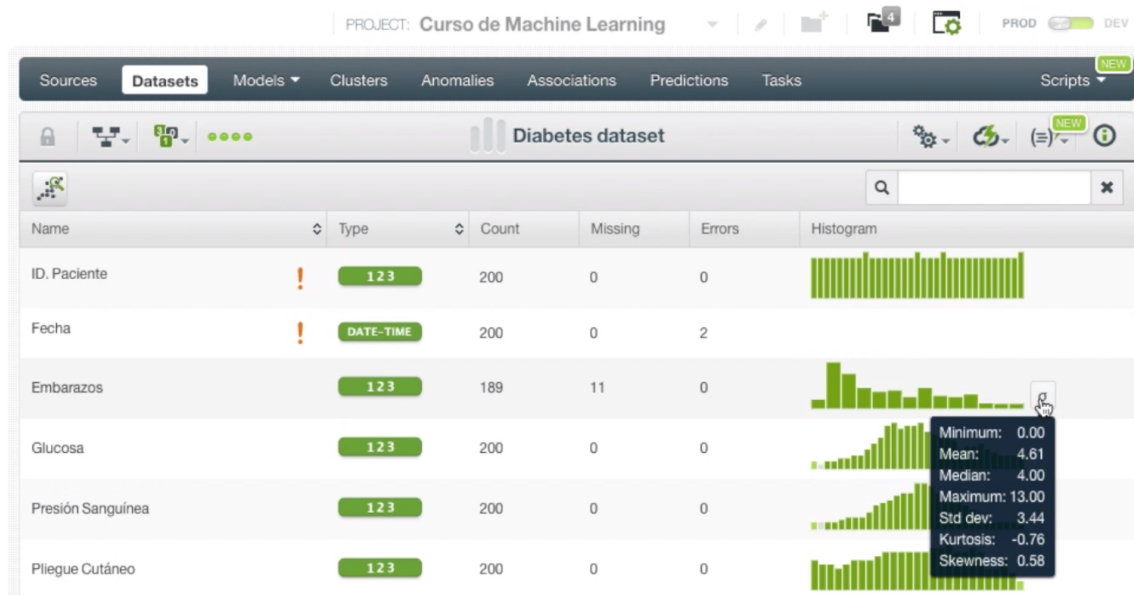 PROJECT: Curso de Machine Learning 4 PROD DEV
Sources Datasets Models Clusters Anomalies Associations Predictions Tasks Scripts NEW
Diabetes dataset NEW
Name Type Count Missing Errors Histogram
ID. Paciente ! 123 200 0 0
Fecha ! DATE-TIME 200 0 2
Embarazos 123 189 11 0 σ
Glucosa 123 200 0 0
Presión Sanguínea 123 200 0 0
Pliegue Cutáneo 123 200 0 0
Minimum: 0.00
Mean: 4.61
Median: 4.00
Maximum: 13.00
Std dev: 3.44
Kurtosis: -0.76
Skewness: 0.58